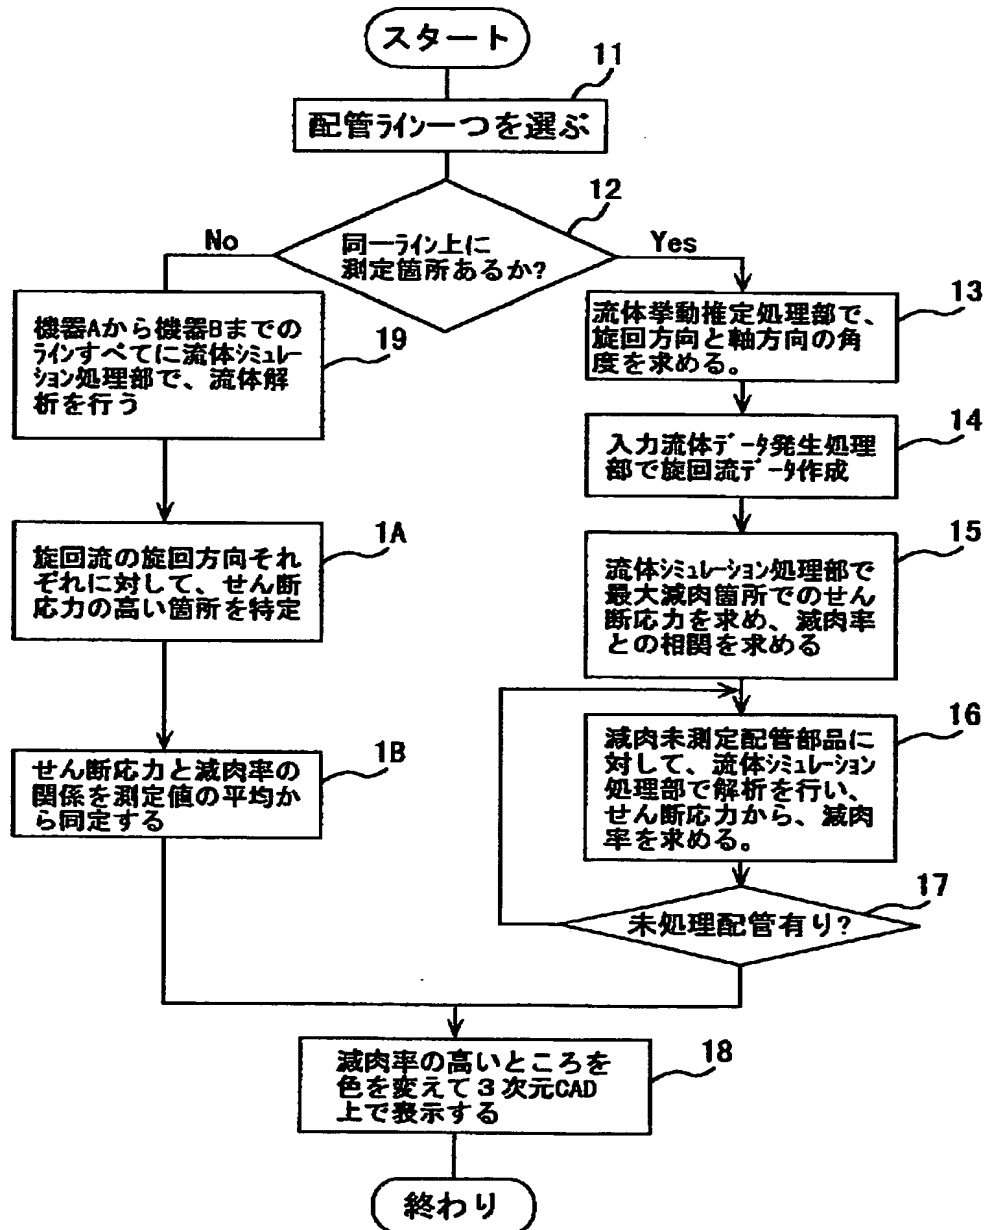 スタート
11
配管ライン一つを選ぶ
12
No
同一ライン上に
測定箇所あるか?
Yes
機器Aから機器Bまでの
ラインすべてに流体シミュレー
ション処理部で、流体解
析を行う
19
流体挙動推定処理部で、
旋回方向と軸方向の角
度を求める。
13
入力流体データ発生処理
部で旋回流データ作成
14
旋回流の旋回方向それ
ぞれに対して、せん断
応力の高い箇所を特定
1A
流体シミュレーション処理部で
最大減肉箇所でのせん
断応力を求め、減肉率
との相関を求める
15
減肉未測定配管部品に
対して、流体シミュレーション
処理部で解析を行い、
せん断応力から、減肉
率を求める。
16
せん断応力と減肉率の
関係を測定値の平均か
ら同定する
1B
未処理配管有り?
17
減肉率の高いところを
色を変えて3次元CAD
上で表示する
18
終わり